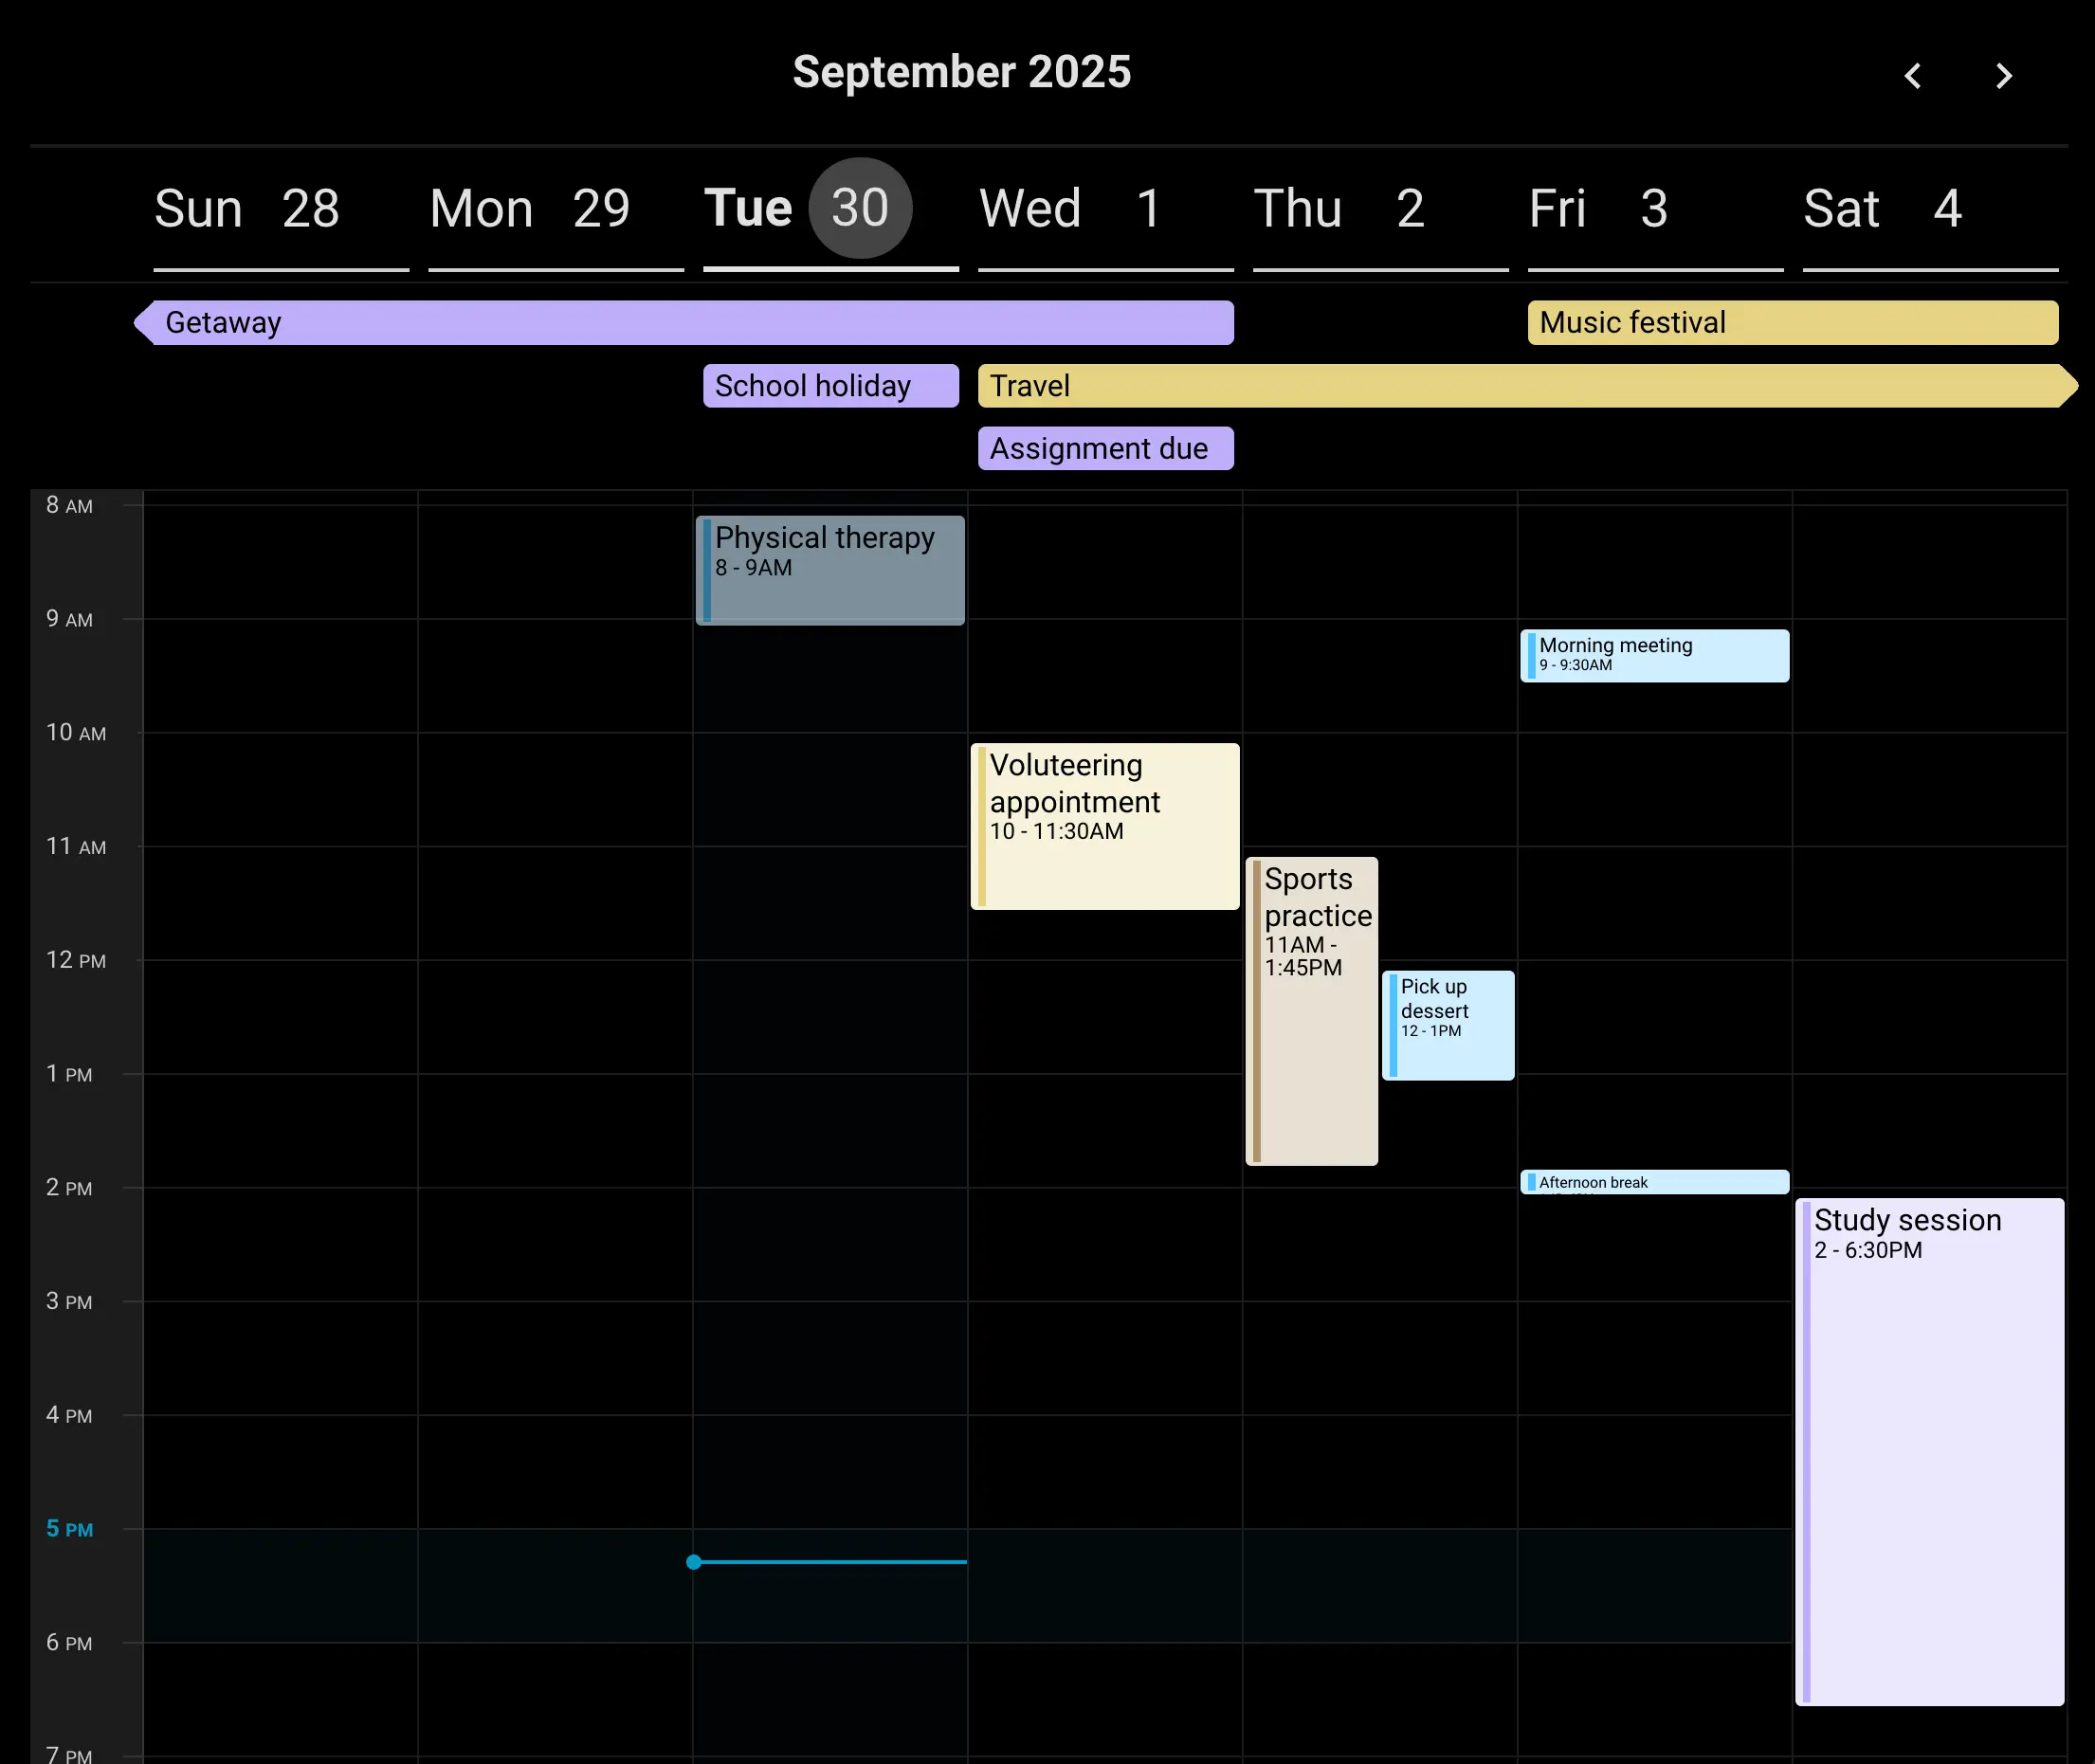 September 2025
Sun 28 Mon 29 Tue 30 Wed 1 Thu 2 Fri 3 Sat 4
Getaway
Music festival
School holiday
Travel
Assignment due
8 AM
Physical therapy
8 - 9AM
9 AM
Morning meeting
9 - 9:30AM
10 AM
Voluteering
appointment
10 - 11:30AM
11 AM
Sports
practice
11AM -
1:45PM
12 PM
Pick up
dessert
12 - 1PM
1 PM
2 PM
Afternoon break
Study session
2 - 6:30PM
3 PM
4 PM
5 PM
6 PM
7 PM